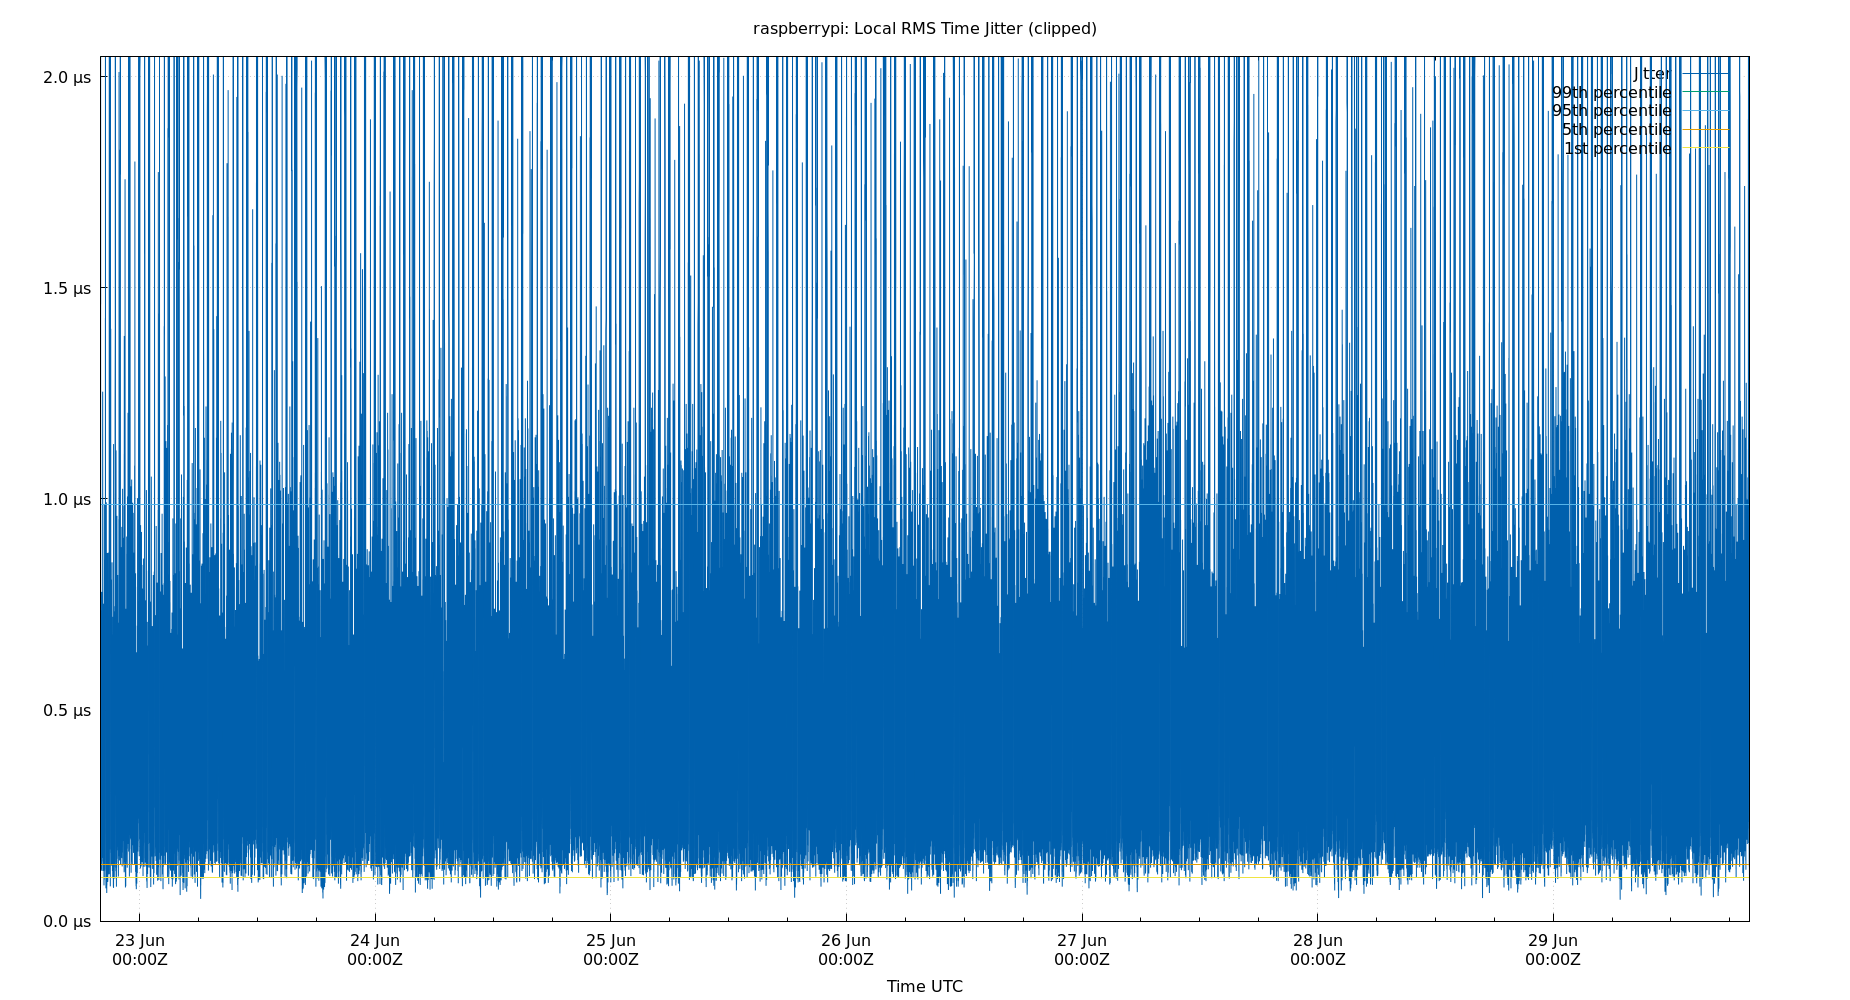 raspberrypi: Local RMS Time Jitter (clipped)
2.0 µs
1.5 µs
1.0 µs
0.5 µs
0.0 µs
Jitter
99th percentile
95th percentile
5th percentile
1st percentile
23 Jun
00:00Z
24 Jun
00:00Z
25 Jun
00:00Z
26 Jun
00:00Z
27 Jun
00:00Z
28 Jun
00:00Z
29 Jun
00:00Z
Time UTC